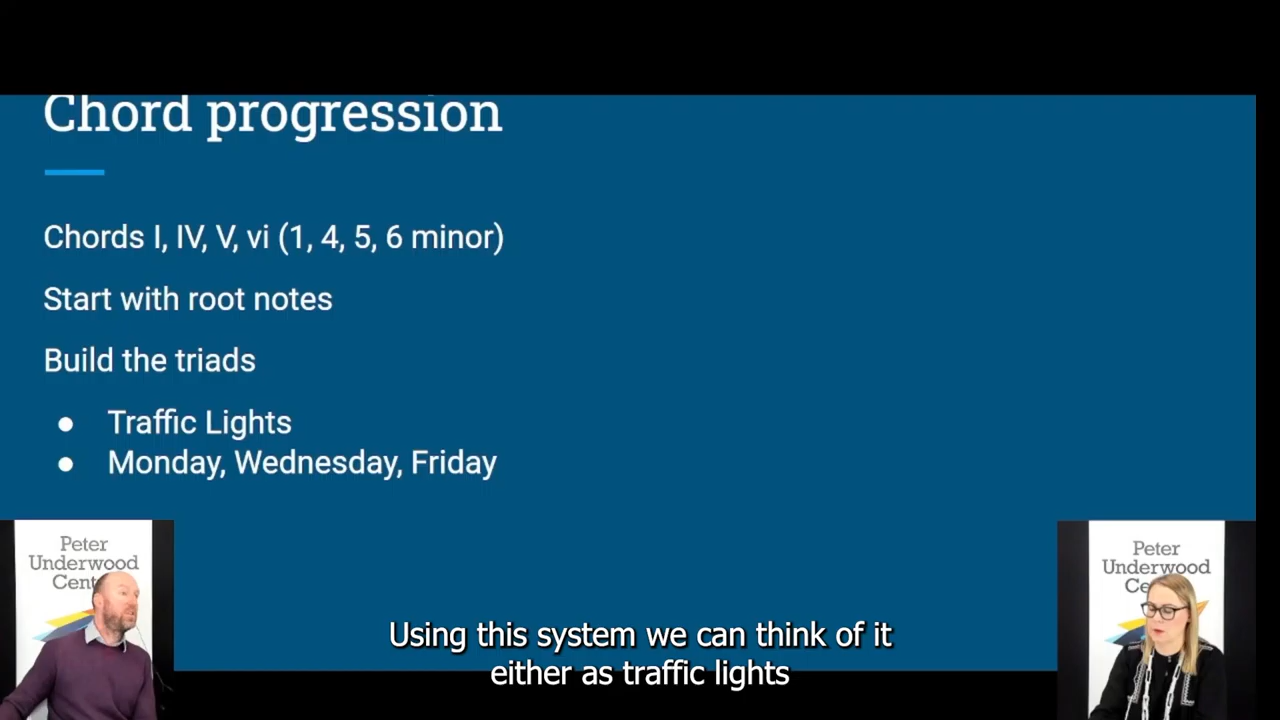 Chord progression
Chords I, IV, V, vi (1, 4, 5, 6 minor)
Start with root notes
Build the triads
● Traffic Lights
● Monday, Wednesday, Friday
Peter
Underwood
Cent
Peter
Underwood
Ce
Using this system we can think of it
either as traffic lights